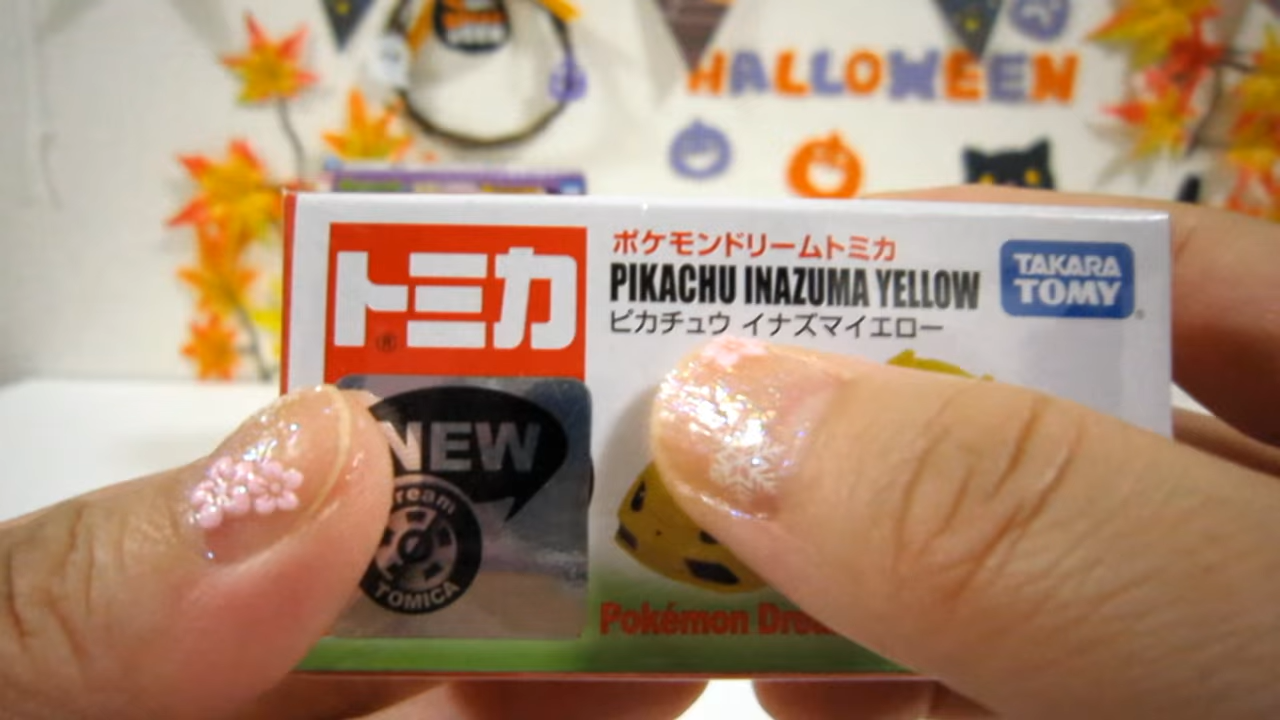 HALLOWEEN
トミカ
®
ポケモンドリームトミカ
PIKACHU INAZUMA YELLOW
ピカチュウ イナズマイエロー
TAKARA
TOMY
NEW
Dream
TOMICA
Pokémon